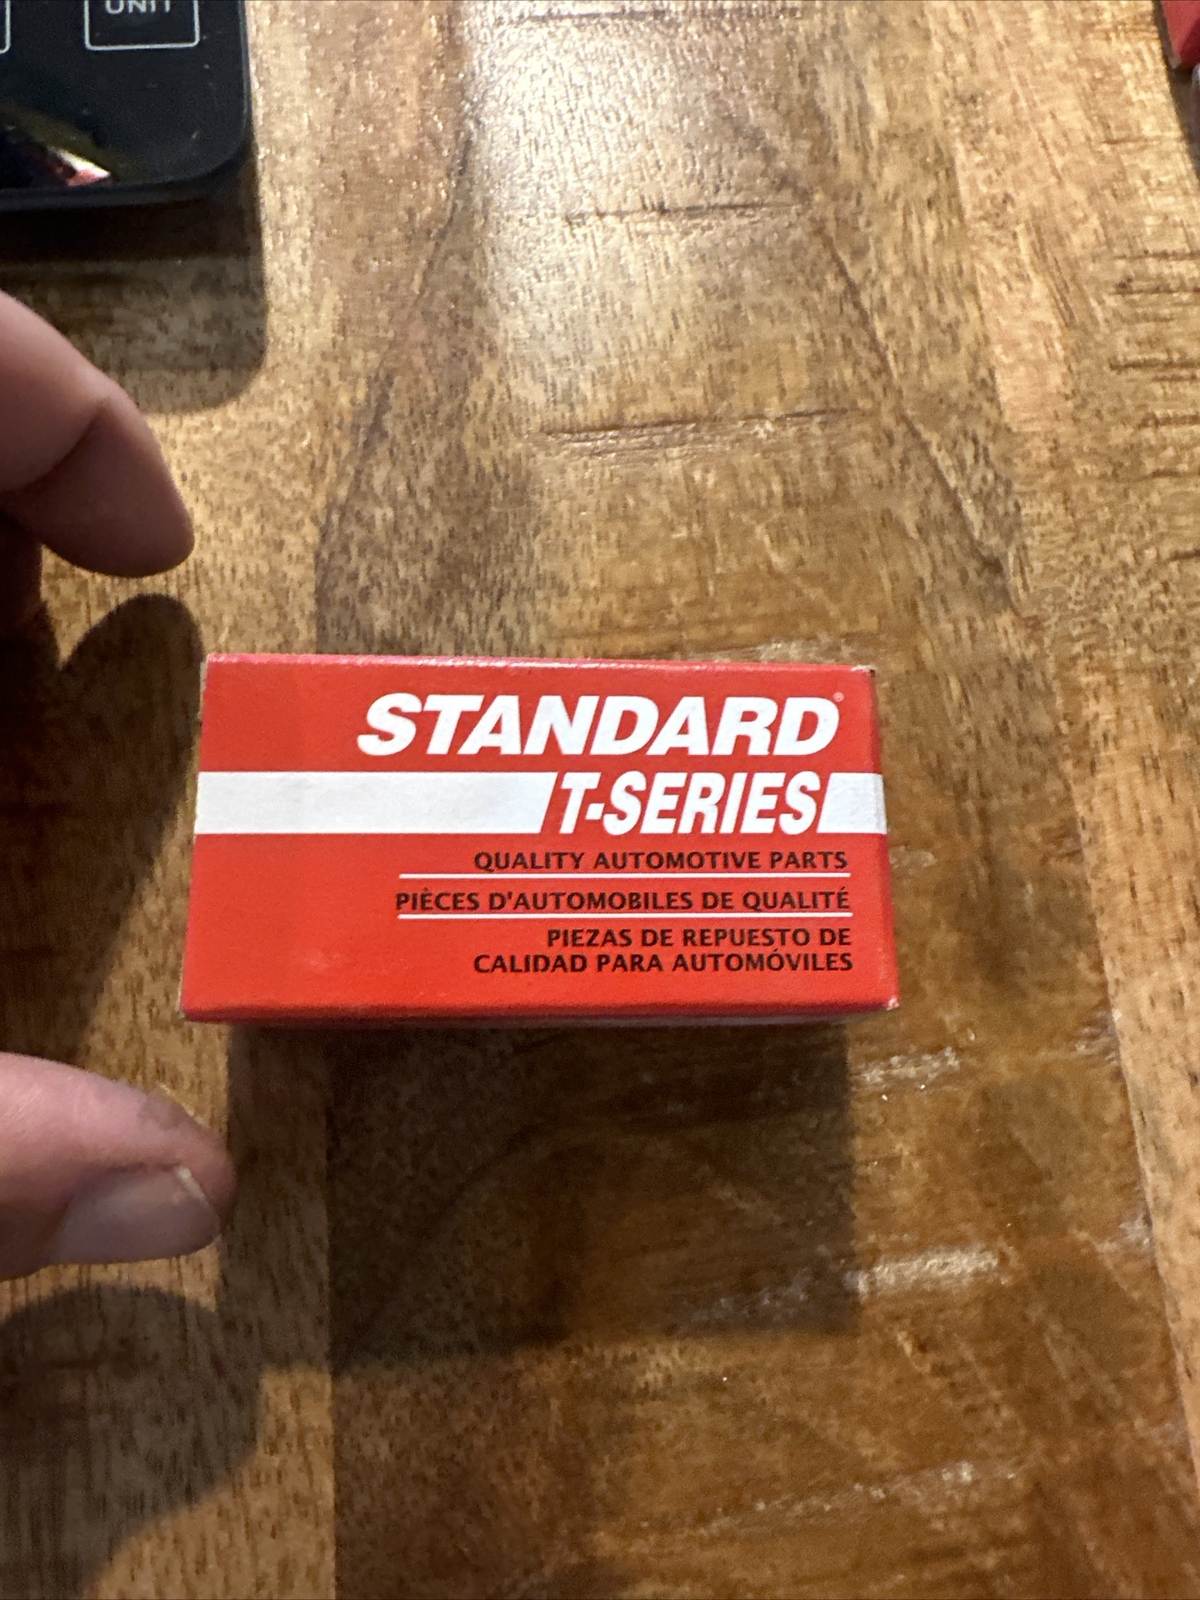 UNIT
STANDARD®
T-SERIES
QUALITY AUTOMOTIVE PARTS
PIÈCES D'AUTOMOBILES DE QUALITÉ
PIEZAS DE REPUESTO DE
CALIDAD PARA AUTOMÓVILES